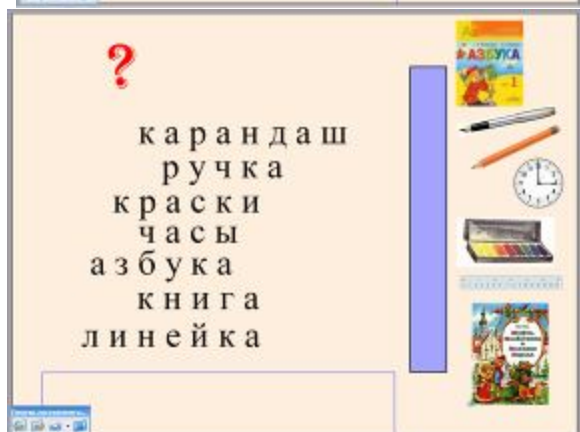 ?
АЗБУКА
карандаш
ручка
краски
часы
азбука
книга
линейка